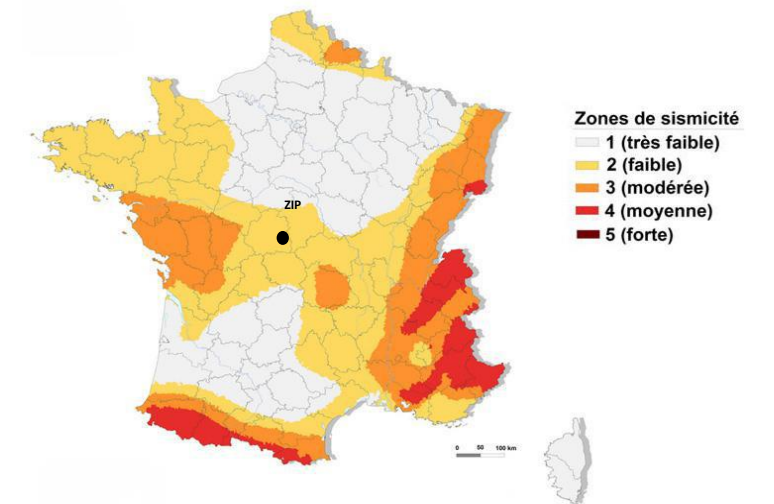 ZIP
Zones de sismicité
1 (très faible)
2 (faible)
3 (modérée)
4 (moyenne)
5 (forte)
0 50 100 km